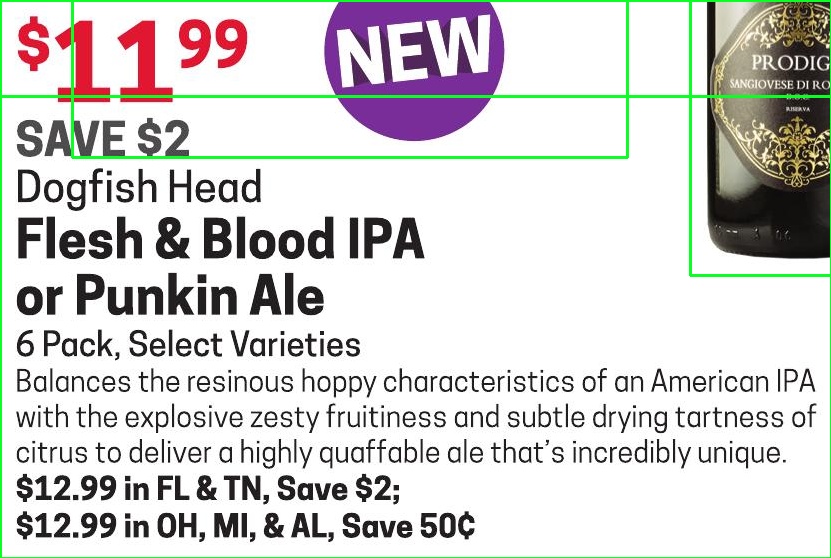 $11.99
NEW
SAVE $2
Dogfish Head
Flesh & Blood IPA
or Punkin Ale
6 Pack, Select Varieties
Balances the resinous hoppy characteristics of an American IPA
with the explosive zesty fruitiness and subtle drying tartness of
citrus to deliver a highly quaffable ale that's incredibly unique.
$12.99 in FL & TN, Save $2;
$12.99 in OH, MI, & AL, Save 50¢
PRODIG
SANGIOVESE DI RO
D.O.C.
RISERVA